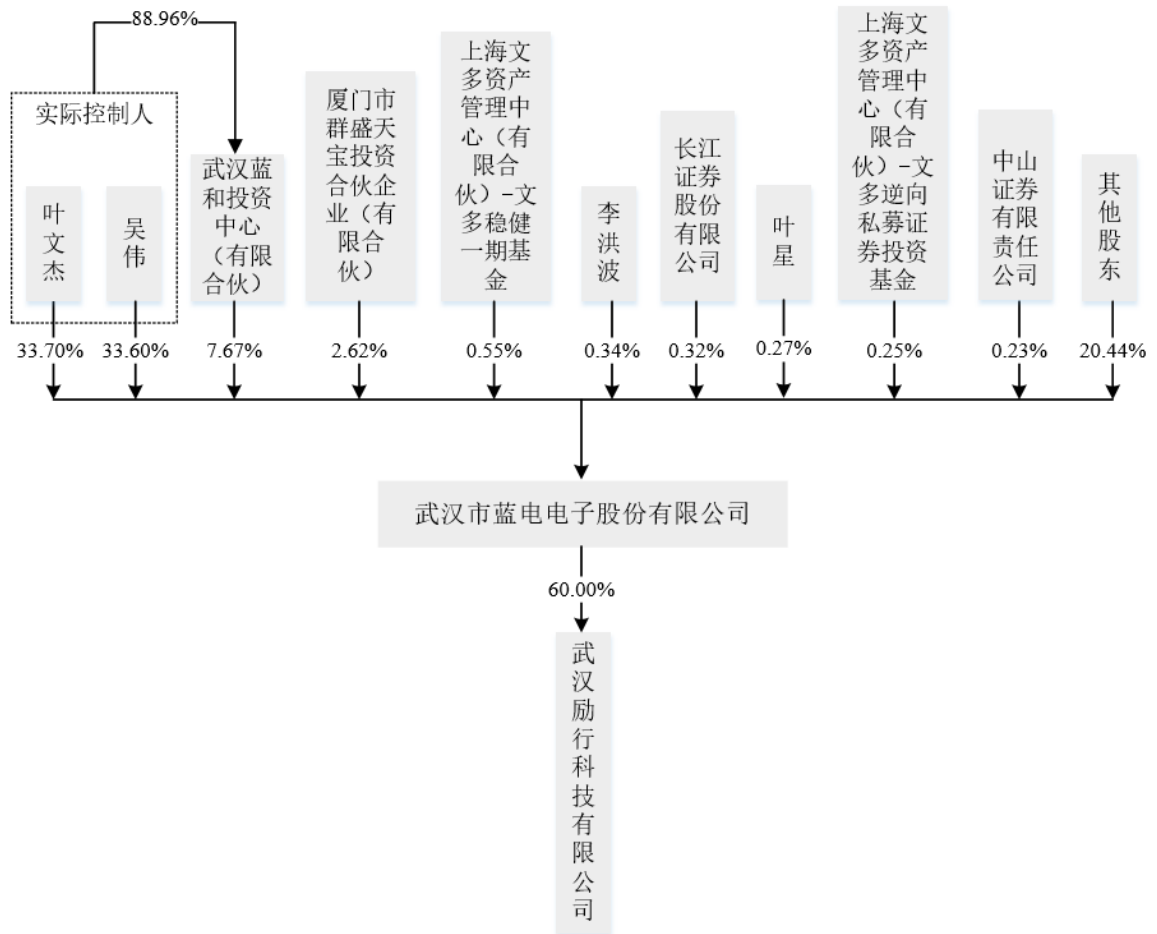 88.96%
实际控制人
叶文杰
吴伟
武汉蓝
和投资
中心
（有限
合伙）
厦门市
群盛天
宝投资
合伙企
业（有
限合
伙）
上海文
多资产
管理中
心（有
限合
伙）-文
多稳健
一期基
金
李洪波
长江
证券
股份
有限
公司
叶星
上海文
多资产
管理中
心（有
限合
伙）-文
多逆向
私募证
券投资
基金
中山
证券
有限
责任
公司
其他股东
33.70%
33.60%
7.67%
2.62%
0.55%
0.34%
0.32%
0.27%
0.25%
0.23%
20.44%
武汉市蓝电电子股份有限公司
60.00%
武汉励行科技有限公司